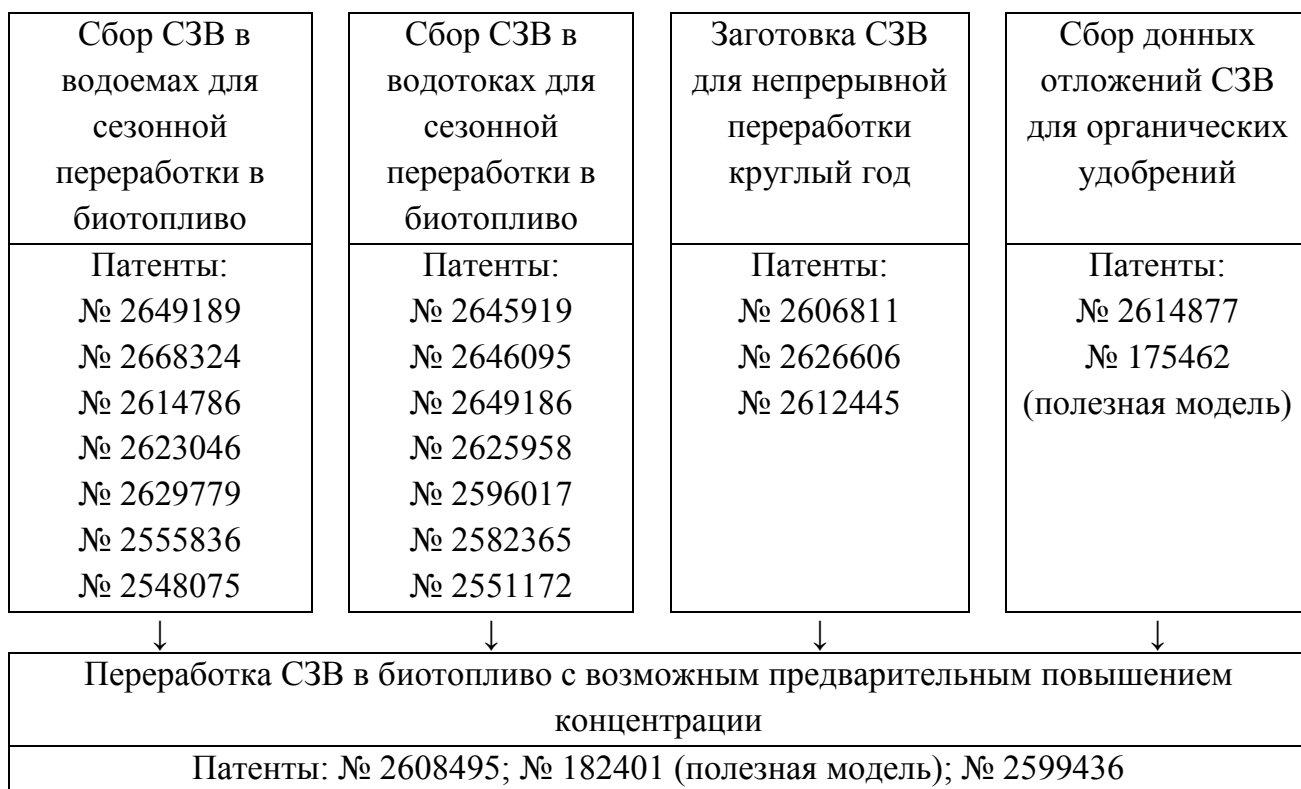 Сбор СЗВ в
водоемах для
сезонной
переработки в
биотопливо
Патенты:
№ 2649189
№ 2668324
№ 2614786
№ 2623046
№ 2629779
№ 2555836
№ 2548075
Сбор СЗВ в
водотоках для
сезонной
переработки в
биотопливо
Патенты:
№ 2645919
№ 2646095
№ 2649186
№ 2625958
№ 2596017
№ 2582365
№ 2551172
Заготовка СЗВ
для непрерывной
переработки
круглый год
Патенты:
№ 2606811
№ 2626606
№ 2612445
Сбор донных
отложений СЗВ
для органических
удобрений
Патенты:
№ 2614877
№ 175462
(полезная модель)
↓ ↓ ↓ ↓
Переработка СЗВ в биотопливо с возможным предварительным повышением
концентрации
Патенты: № 2608495; № 182401 (полезная модель); № 2599436